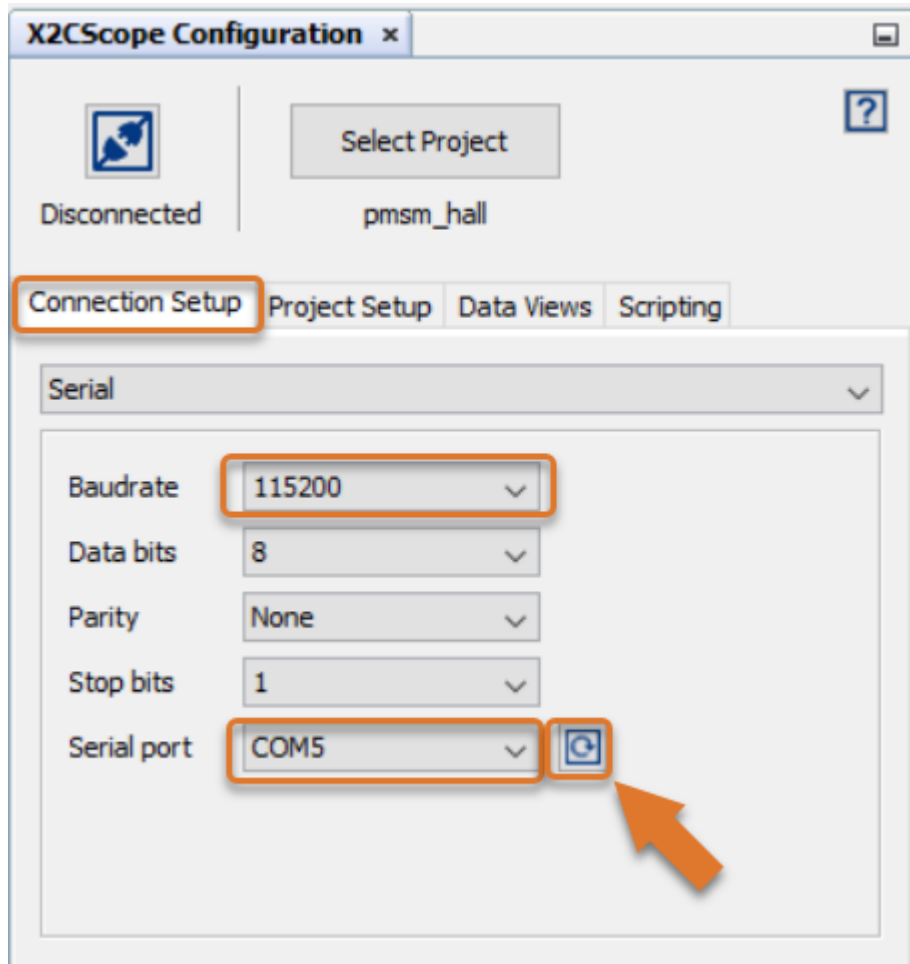 X2CScope Configuration ×
Select Project
Disconnected
pmsm_hall
Connection Setup Project Setup Data Views Scripting
Serial
Baudrate 115200
Data bits 8
Parity None
Stop bits 1
Serial port COM5